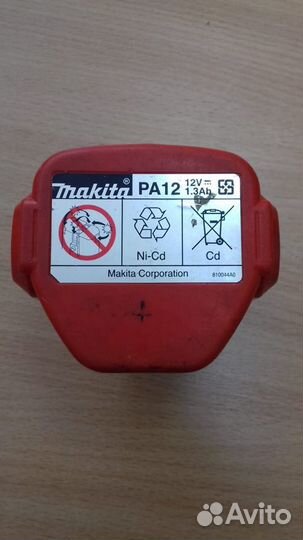 makita® PA12 12V 1.3Ah
Ni-Cd
Cd
Makita Corporation
810044A0
Avito